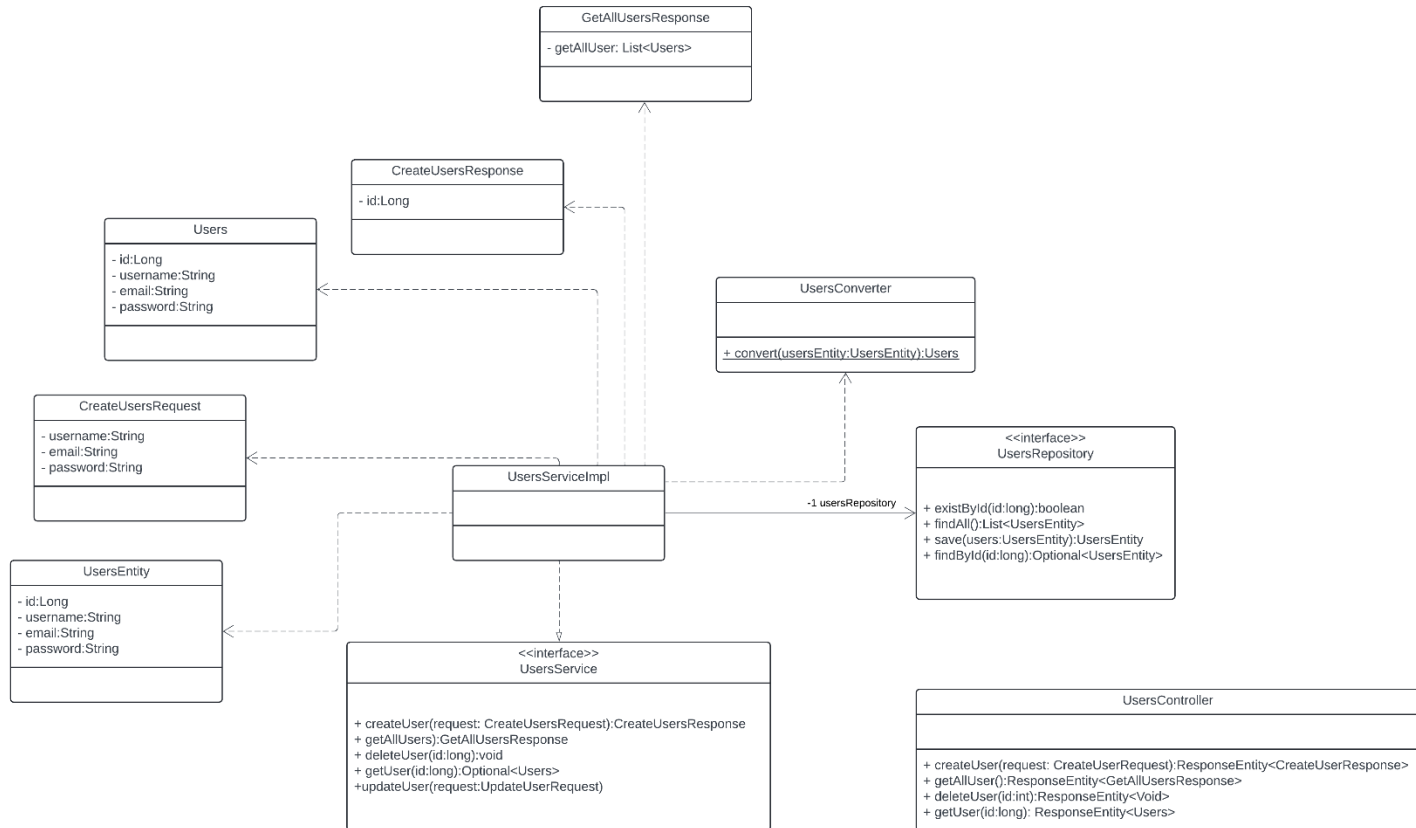 GetAllUsersResponse
- getAllUser: List<Users>
CreateUsersResponse
- id:Long
Users
- id:Long
- username:String
- email:String
- password:String
UsersConverter
+ convert(usersEntity:UsersEntity):Users
CreateUsersRequest
- username:String
- email:String
- password:String
UsersServiceImpl
-1 usersRepository
<<interface>>
UsersRepository
+ existById(id:long):boolean
+ findAll():List<UsersEntity>
+ save(users:UsersEntity):UsersEntity
+ findById(id:long):Optional<UsersEntity>
UsersEntity
- id:Long
- username:String
- email:String
- password:String
<<interface>>
UsersService
+ createUser(request: CreateUsersRequest):CreateUsersResponse
+ getAllUsers):GetAllUsersResponse
+ deleteUser(id:long):void
+ getUser(id:long):Optional<Users>
+updateUser(request:UpdateUserRequest)
UsersController
+ createUser(request: CreateUserRequest):ResponseEntity<CreateUserResponse>
+ getAllUser():ResponseEntity<GetAllUsersResponse>
+ deleteUser(id:int):ResponseEntity<Void>
+ getUser(id:long): ResponseEntity<Users>